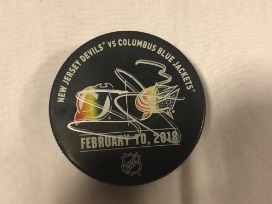 NEW JERSEY DEVILS® VS COLUMBUS BLUE JACKETS®
FEBRUARY 10, 2018